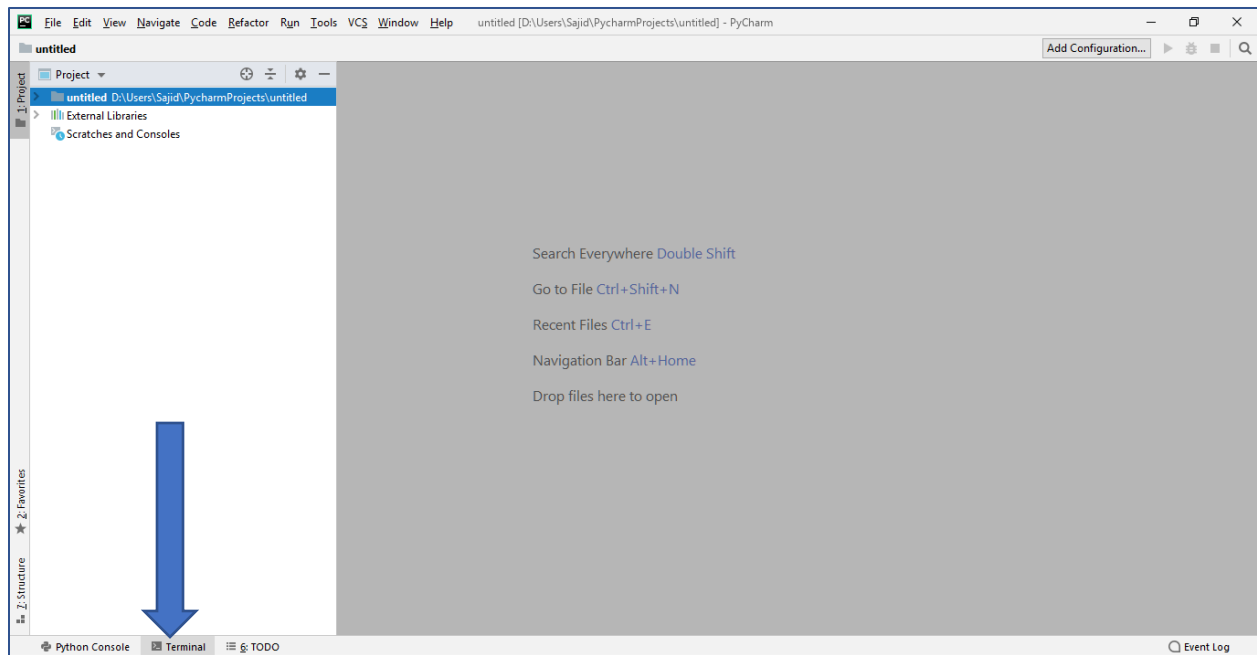 PC File Edit View Navigate Code Refactor Run Tools VCS Window Help untitled [D:\Users\Sajid\PycharmProjects\untitled] - PyCharm
untitled Add Configuration...
1: Project
Project
untitled D:\Users\Sajid\PycharmProjects\untitled
External Libraries
Scratches and Consoles
Search Everywhere Double Shift
Go to File Ctrl+Shift+N
Recent Files Ctrl+E
Navigation Bar Alt+Home
Drop files here to open
2: Favorites
7: Structure
Python Console Terminal 6: TODO Event Log